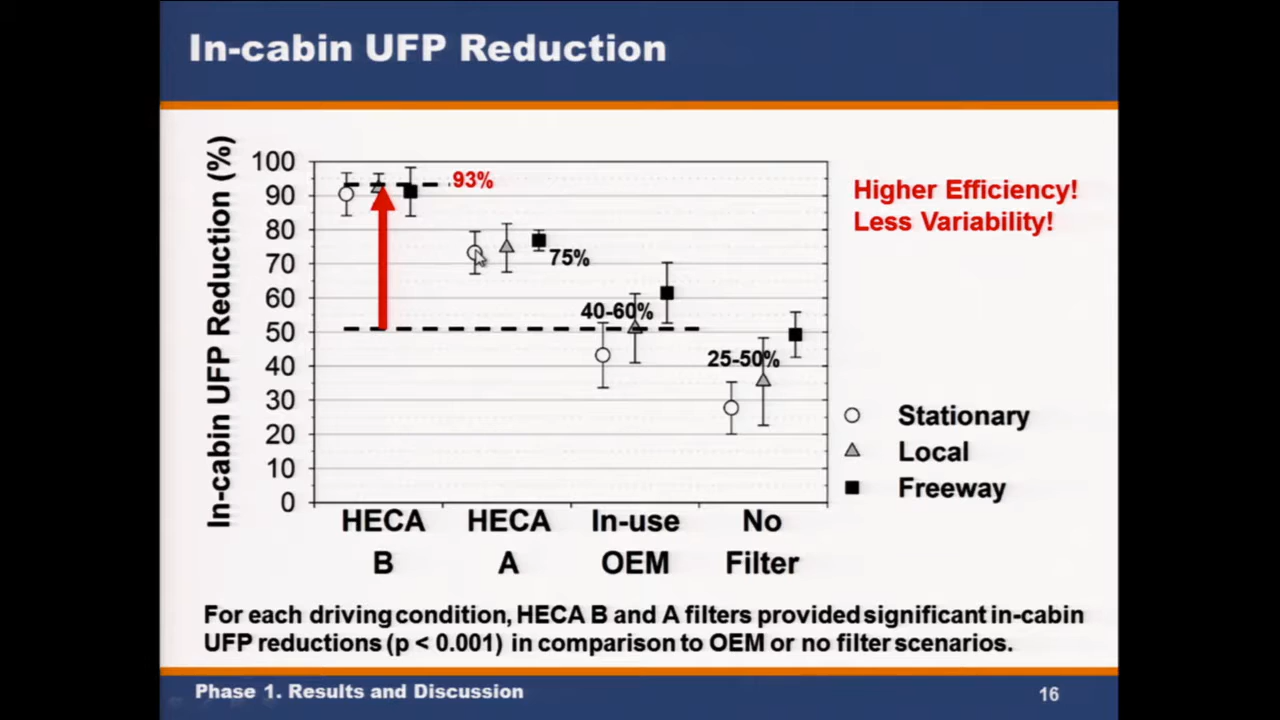 In-cabin UFP Reduction
In-cabin UFP Reduction (%)
100
90
80
70
60
50
40
30
20
10
0
93%
75%
40-60%
25-50%
Higher Efficiency!
Less Variability!
Stationary
Local
Freeway
HECA B
HECA A
In-use OEM
No Filter
For each driving condition, HECA B and A filters provided significant in-cabin
UFP reductions (p < 0.001) in comparison to OEM or no filter scenarios.
Phase 1. Results and Discussion
16